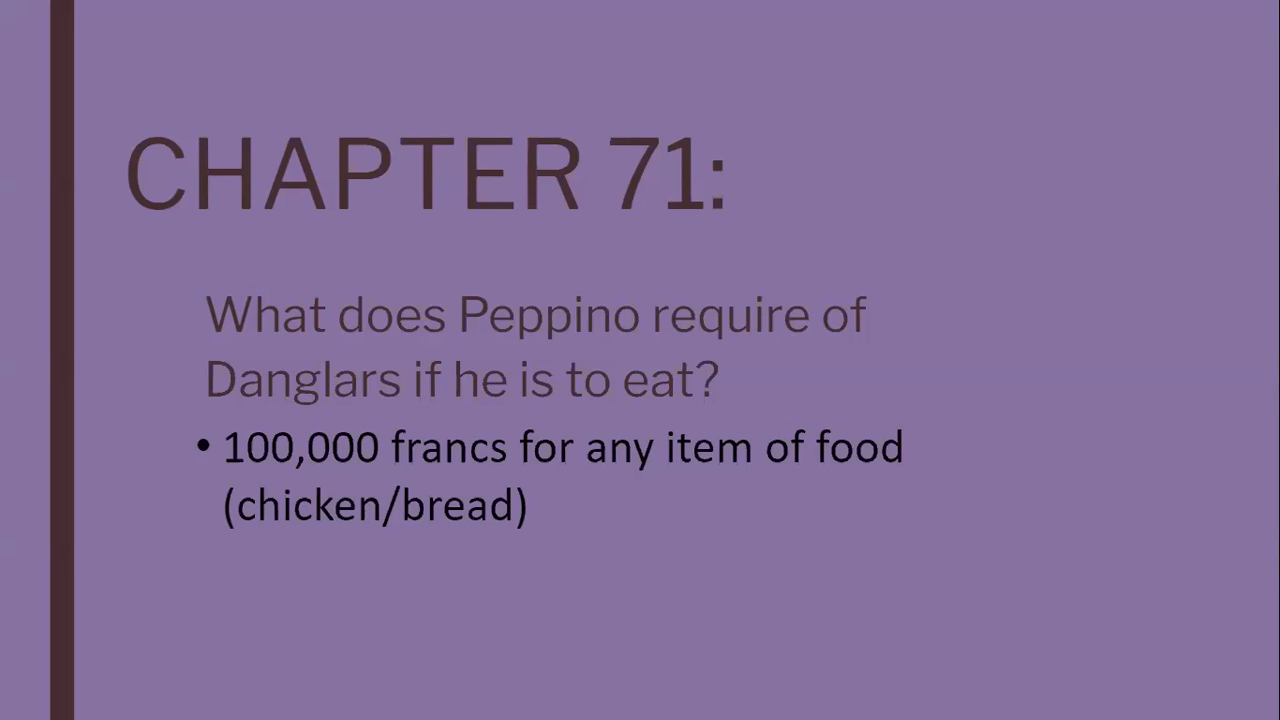 CHAPTER 71:
What does Peppino require of
Danglars if he is to eat?
• 100,000 francs for any item of food
(chicken/bread)